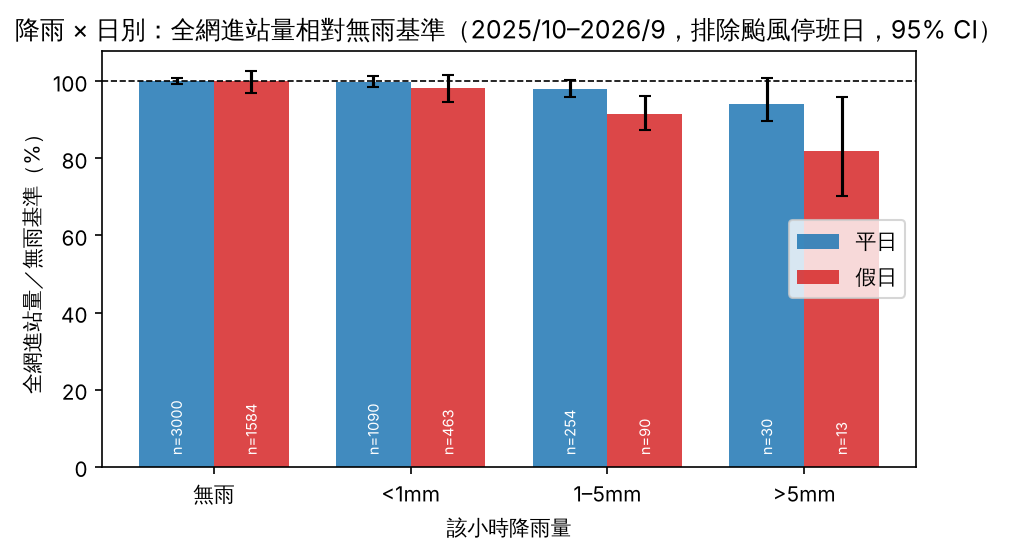 降雨 × 日別：全網進站量相對無雨基準（2025/10–2026/9，排除颱風停班日，95% CI）
全網進站量／無雨基準（%）
100
80
60
40
20
0
n=3000
n=1584
n=1090
n=463
n=254
n=90
n=30
n=13
平日
假日
無雨
<1mm
1–5mm
>5mm
該小時降雨量